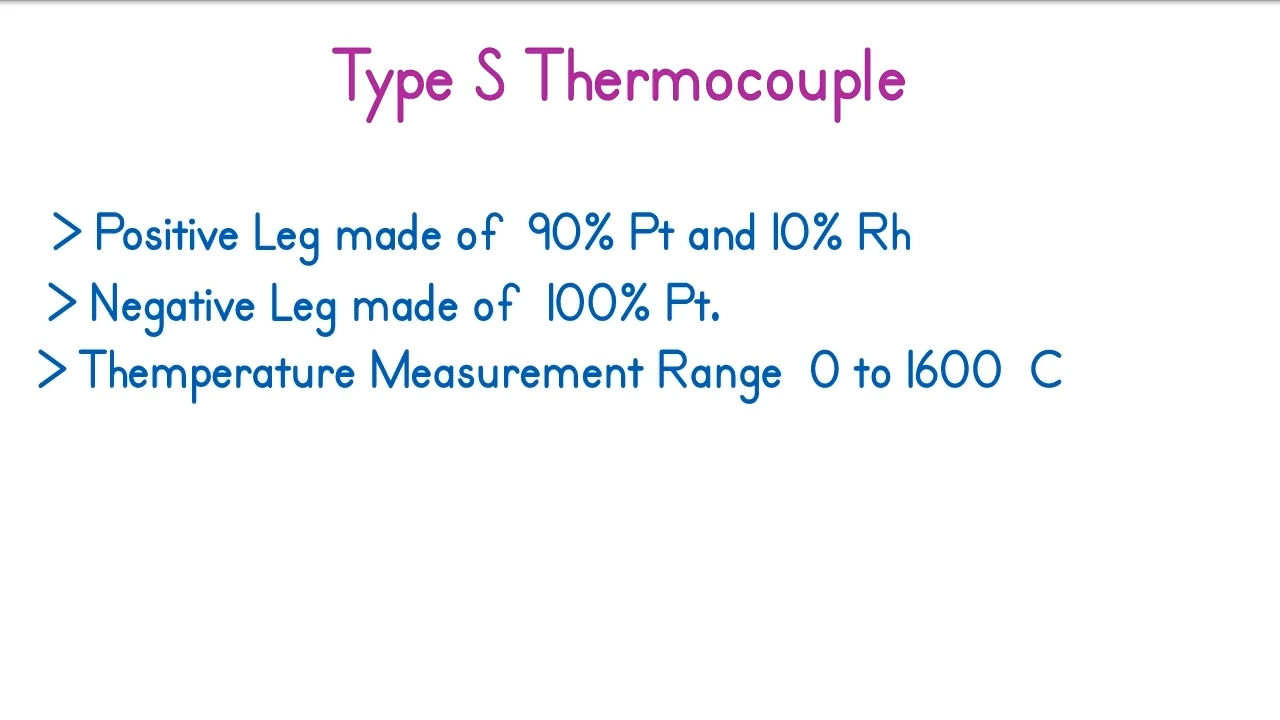 Type S Thermocouple
> Positive Leg made of 90% Pt and 10% Rh
> Negative Leg made of 100% Pt.
> Themperature Measurement Range 0 to 1600 C